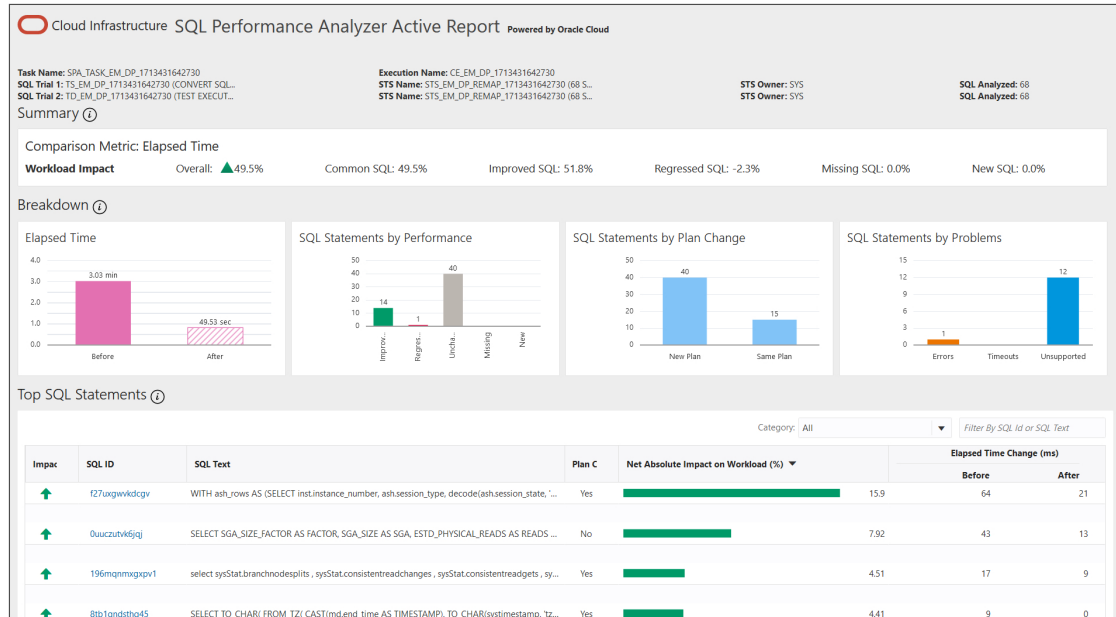 Cloud Infrastructure SQL Performance Analyzer Active Report Powered by Oracle Cloud
Task Name: SPA_TASK_EM_DP_1713431642730 Execution Name: CE_EM_DP_1713431642730
SQL Trial 1: TS_EM_DP_1713431642730 (CONVERT SQL... STS Name: STS_EM_DP_REMAP_1713431642730 (68 S... STS Owner: SYS SQL Analyzed: 68
SQL Trial 2: TD_EM_DP_1713431642730 (TEST EXECUT... STS Name: STS_EM_DP_REMAP_1713431642730 (68 S... STS Owner: SYS SQL Analyzed: 68
Summary
Comparison Metric: Elapsed Time
Workload Impact Overall: 49.5% Common SQL: 49.5% Improved SQL: 51.8% Regressed SQL: -2.3% Missing SQL: 0.0% New SQL: 0.0%
Breakdown
Elapsed Time
4.0
3.0
2.0
1.0
0.0
3.03 min
49.53 sec
Before After
SQL Statements by Performance
50
40
30
20
10
0
14
1
40
Improv...
Regres...
Uncha...
Missing
New
SQL Statements by Plan Change
50
40
30
20
10
0
40
15
New Plan Same Plan
SQL Statements by Problems
15
12
9
6
3
0
1
12
Errors Timeouts Unsupported
Top SQL Statements
Category: All Filter By SQL Id or SQL Text
Elapsed Time Change (ms)
Impac SQL ID SQL Text Plan C Net Absolute Impact on Workload (%) Before After
f27uxgwvkdcgv WITH ash_rows AS (SELECT inst.instance_number, ash.session_type, decode(ash.session_state, '... Yes 15.9 64 21
0uuczutvk6jqj SELECT SGA_SIZE_FACTOR AS FACTOR, SGA_SIZE AS SGA, ESTD_PHYSICAL_READS AS READS ... No 7.92 43 13
196mqnmxgxpv1 select sysStat.branchnodesplits , sysStat.consistentreadchanges , sysStat.consistentreadgets , sy... Yes 4.51 17 9
8tb1qndsthq45 SELECT TO_CHAR( FROM_TZ( CAST(md.end_time AS TIMESTAMP), TO_CHAR(systimestamp, 'tz... Yes 4.41 9 0